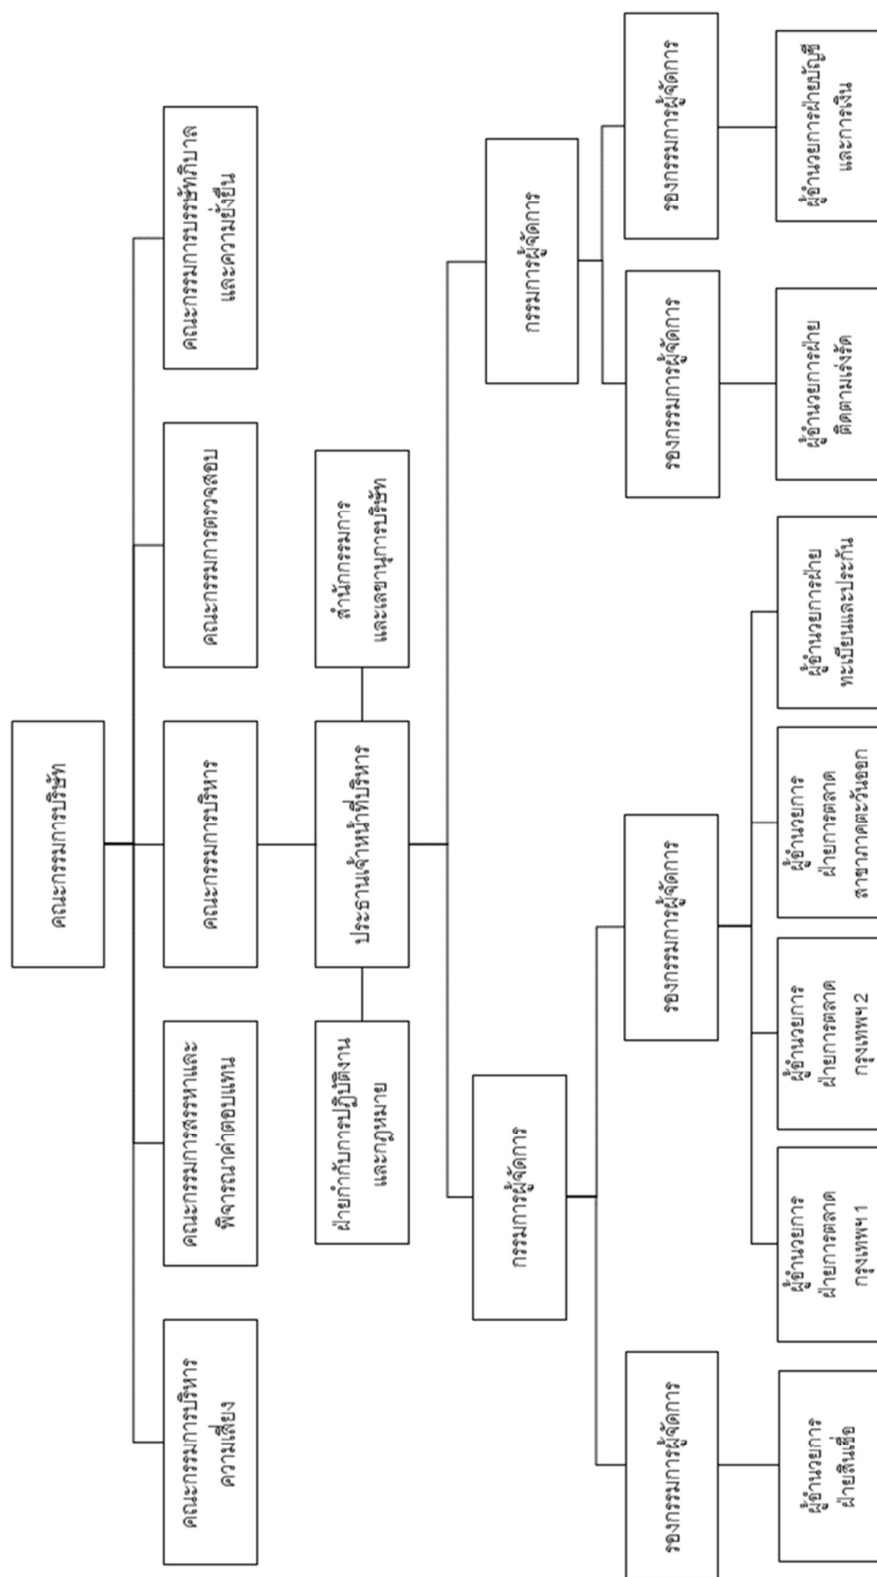 คณะกรรมการบริษัท
คณะกรรมการบริหาร
ความเสี่ยง
คณะกรรมการสรรหาและ
พิจารณาค่าตอบแทน
คณะกรรมการบริหาร
คณะกรรมการตรวจสอบ
คณะกรรมการบรรษัทภิบาล
และความยั่งยืน
ฝ่ายกำกับการปฏิบัติงาน
และกฎหมาย
ประธานเจ้าหน้าที่บริหาร
สำนักกรรมการ
และเลขานุการบริษัท
กรรมการผู้จัดการ
กรรมการผู้จัดการ
รองกรรมการผู้จัดการ
รองกรรมการผู้จัดการ
รองกรรมการผู้จัดการ
รองกรรมการผู้จัดการ
ผู้อำนวยการ
ฝ่ายสินเชื่อ
ผู้อำนวยการ
ฝ่ายการตลาด
กรุงเทพฯ 1
ผู้อำนวยการ
ฝ่ายการตลาด
กรุงเทพฯ 2
ผู้อำนวยการ
ฝ่ายการตลาด
สาขาภาคตะวันออก
ผู้อำนวยการฝ่าย
ทะเบียนและประกัน
ผู้อำนวยการฝ่าย
ติดตามเร่งรัด
ผู้อำนวยการฝ่ายบัญชี
และการเงิน